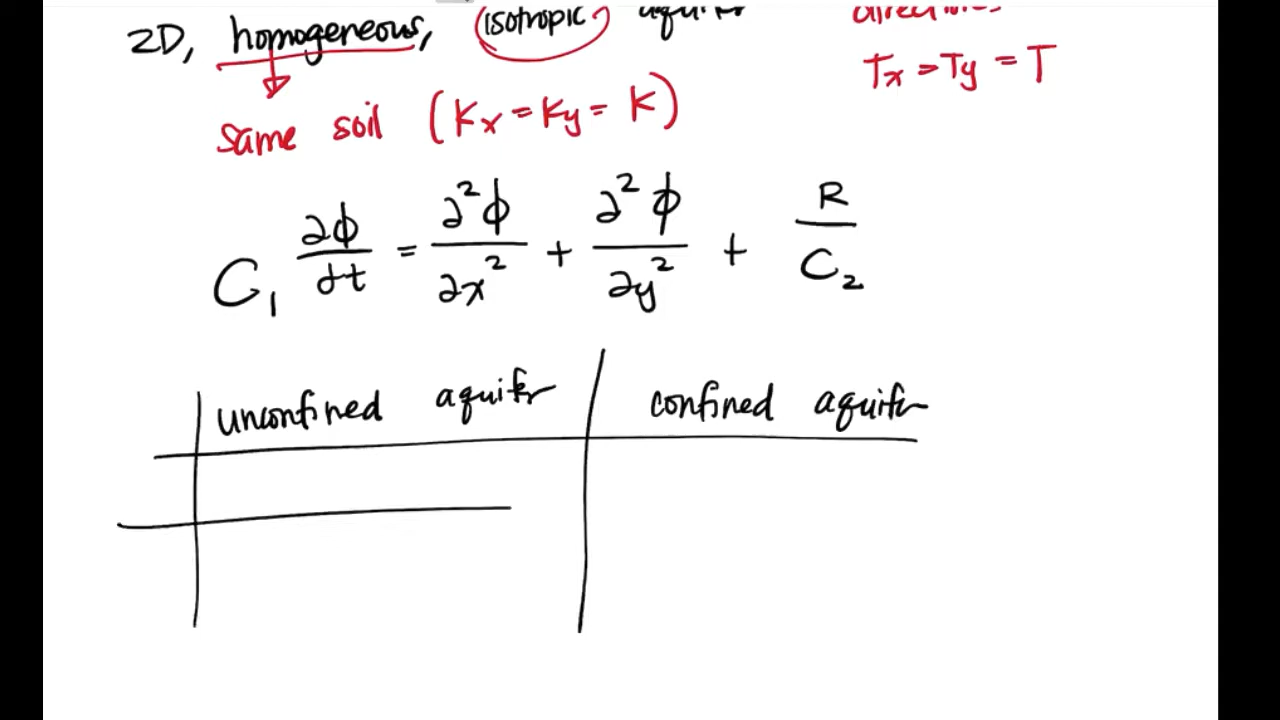 2D, homogeneous, isotropic aquifer
Tx = Ty = T
same soil (Kx = Ky = K)
C₁ ∂φ/∂t = ∂²φ/∂x² + ∂²φ/∂y² + R/C₂
unconfined aquifer confined aquifer